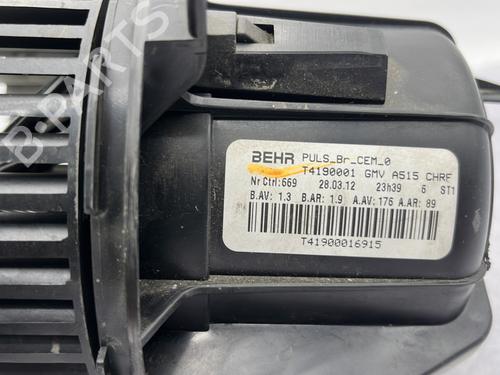 B-PARTS
BEHR PULS_Br_CEM_0
T4190001 GMV A515 CHRF
Nr Ctrl:669 28.03.12 23h39 6 ST1
B.AV: 1.3 B.AR: 1.9 A.AV: 176 A.AR: 89
T41900016915